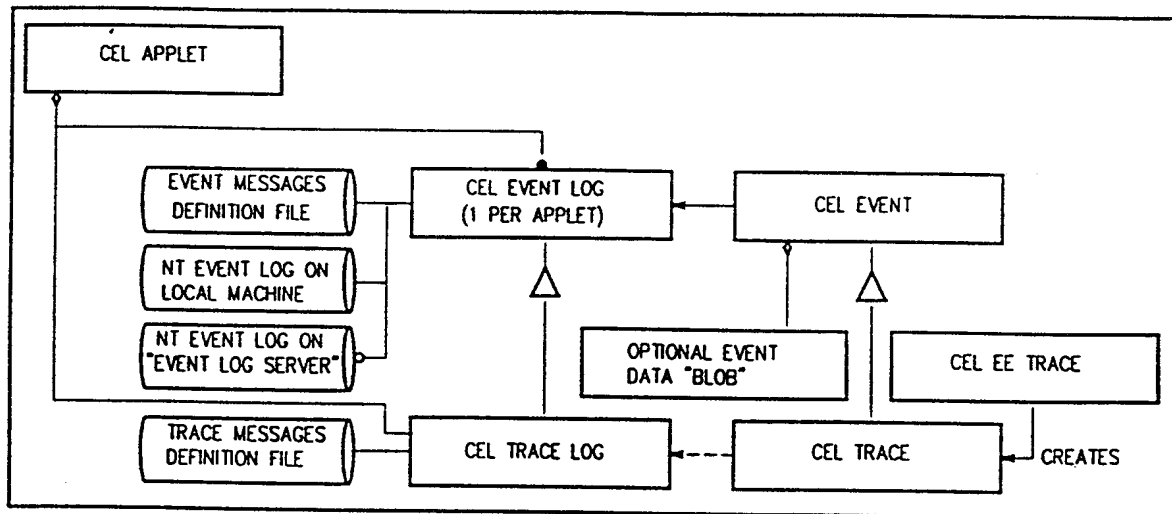 CEL APPLET
EVENT MESSAGES
DEFINITION FILE
CEL EVENT LOG
(1 PER APPLET)
CEL EVENT
NT EVENT LOG ON
LOCAL MACHINE
NT EVENT LOG ON
"EVENT LOG SERVER"
OPTIONAL EVENT
DATA "BLOB"
CEL EE TRACE
TRACE MESSAGES
DEFINITION FILE
CEL TRACE LOG
CEL TRACE
CREATES